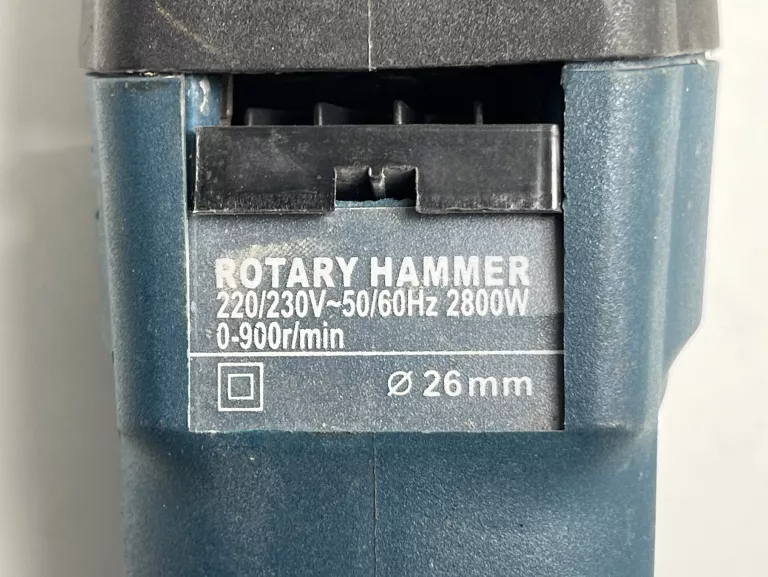 ROTARY HAMMER
220/230V~50/60Hz 2800W
0-900r/min
Ø 26mm